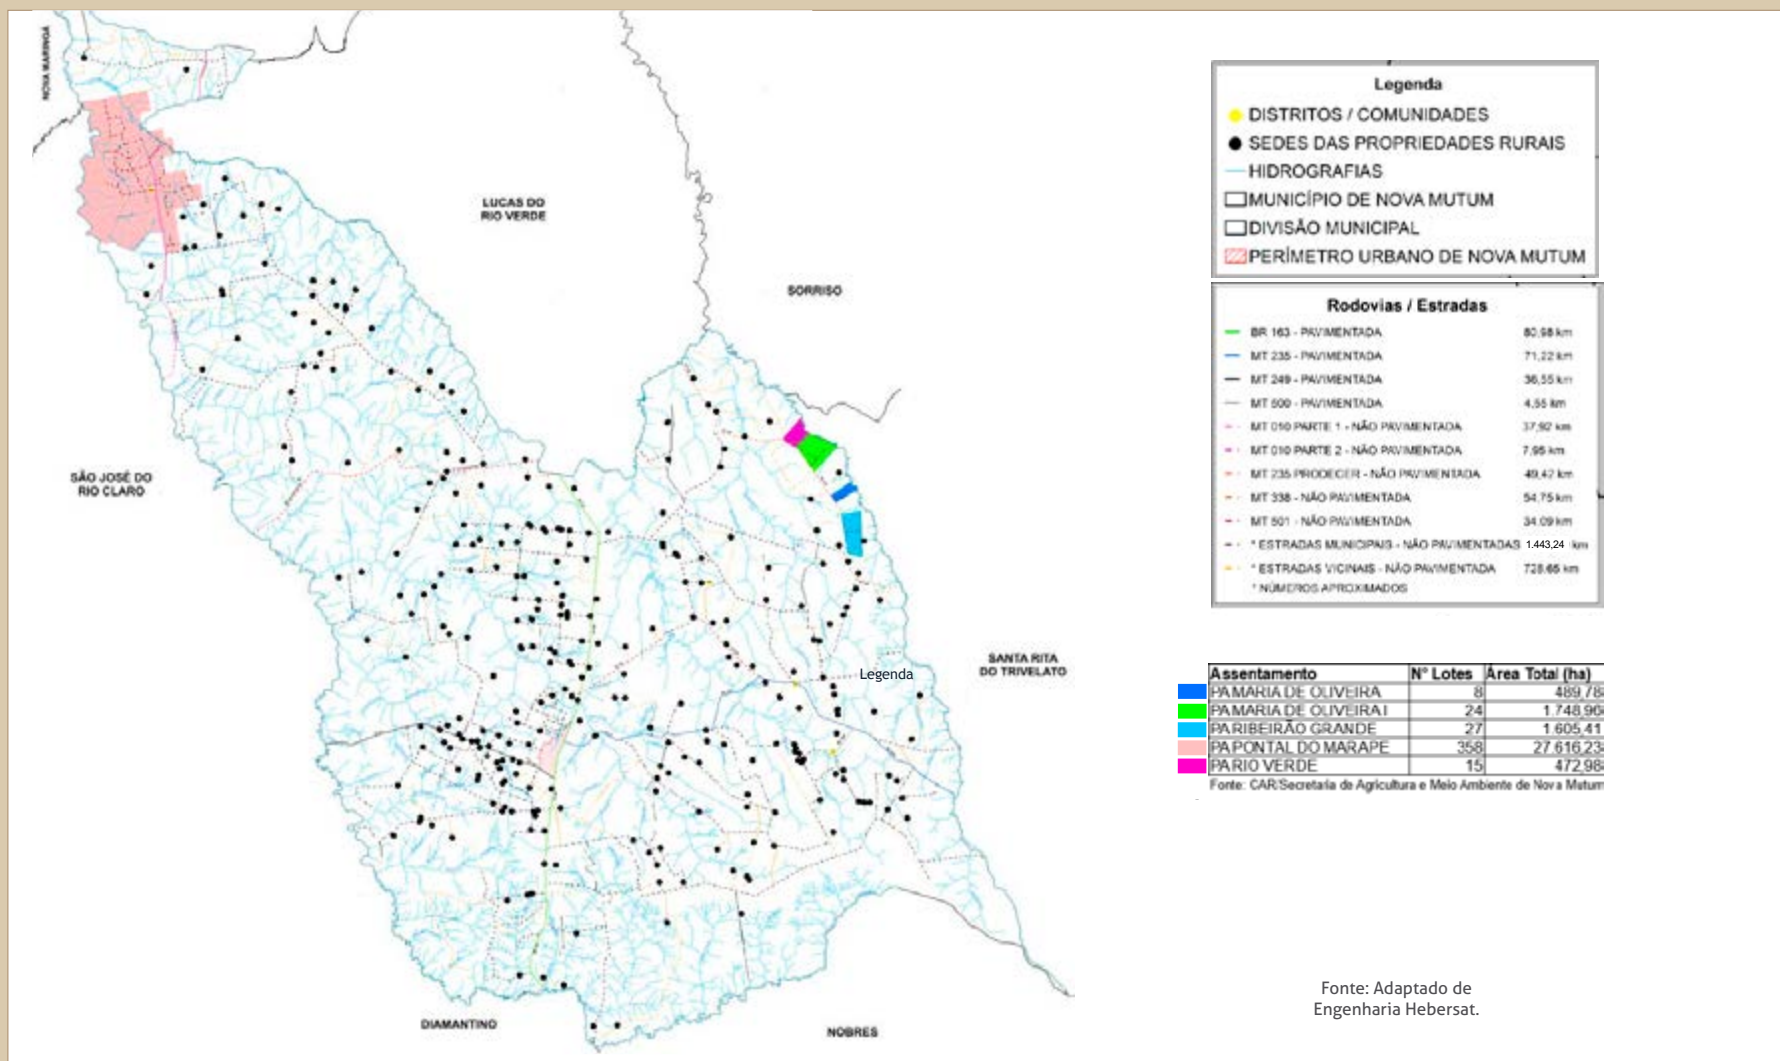 NOVA MARINGÁ
LUCAS DO
RIO VERDE
SORRISO
SÃO JOSÉ DO
RIO CLARO
SANTA RITA
DO TRIVELATO
Legenda
DIAMANTINO
NOBRES
Legenda
DISTRITOS / COMUNIDADES
SEDES DAS PROPRIEDADES RURAIS
HIDROGRAFIAS
MUNICÍPIO DE NOVA MUTUM
DIVISÃO MUNICIPAL
PERÍMETRO URBANO DE NOVA MUTUM
Rodovias / Estradas
BR 163 - PAVIMENTADA 80,98 km
MT 235 - PAVIMENTADA 71,22 km
MT 249 - PAVIMENTADA 36,55 km
MT 500 - PAVIMENTADA 4,55 km
MT 010 PARTE 1 - NÃO PAVIMENTADA 37,92 km
MT 010 PARTE 2 - NÃO PAVIMENTADA 7,95 km
MT 235 PRODECER - NÃO PAVIMENTADA 49,42 km
MT 338 - NÃO PAVIMENTADA 54,75 km
MT 501 - NÃO PAVIMENTADA 34,09 km
* ESTRADAS MUNICIPAIS - NÃO PAVIMENTADAS 1.443,24 km
* ESTRADAS VICINAIS - NÃO PAVIMENTADA 728,65 km
* NÚMEROS APROXIMADOS
Assentamento N° Lotes Área Total (ha)
PA MARIA DE OLIVEIRA 8 489,78
PA MARIA DE OLIVEIRA I 24 1.748,96
PA RIBEIRÃO GRANDE 27 1.605,41
PA PONTAL DO MARAPE 358 27.616,23
PA RIO VERDE 15 472,98
Fonte: CAR/Secretaria de Agricultura e Meio Ambiente de Nova Mutum
Fonte: Adaptado de
Engenharia Hebersat.